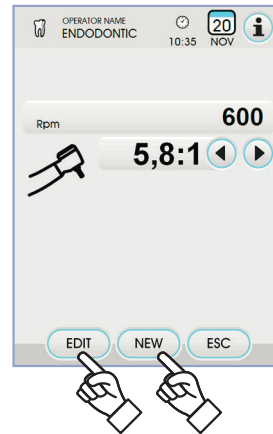 OPERATOR NAME
ENDODONTIC
10:35
20
NOV
i
Rpm 600
5,8:1
EDIT NEW ESC